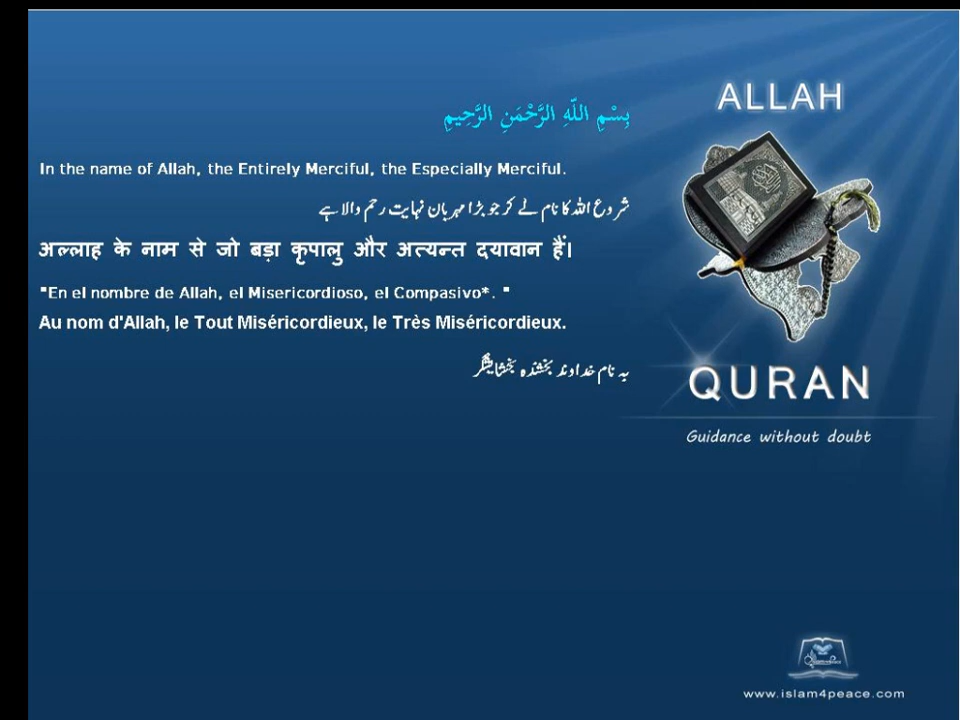 بِسْمِ اللّهِ الرَّحْمَنِ الرَّحِيمِ
In the name of Allah, the Entirely Merciful, the Especially Merciful.
شروع الله کا نام لے کر جو بڑا مہربان نہایت رحم والا ہے
अल्लाह के नाम से जो बड़ा कृपालु और अत्यन्त दयावान हैं।
"En el nombre de Allah, el Misericordioso, el Compasivo*. "
Au nom d'Allah, le Tout Miséricordieux, le Très Miséricordieux.
به نام خداوند بخشنده بخشایشگر
ALLAH
QURAN
Guidance without doubt
www.islam4peace.com